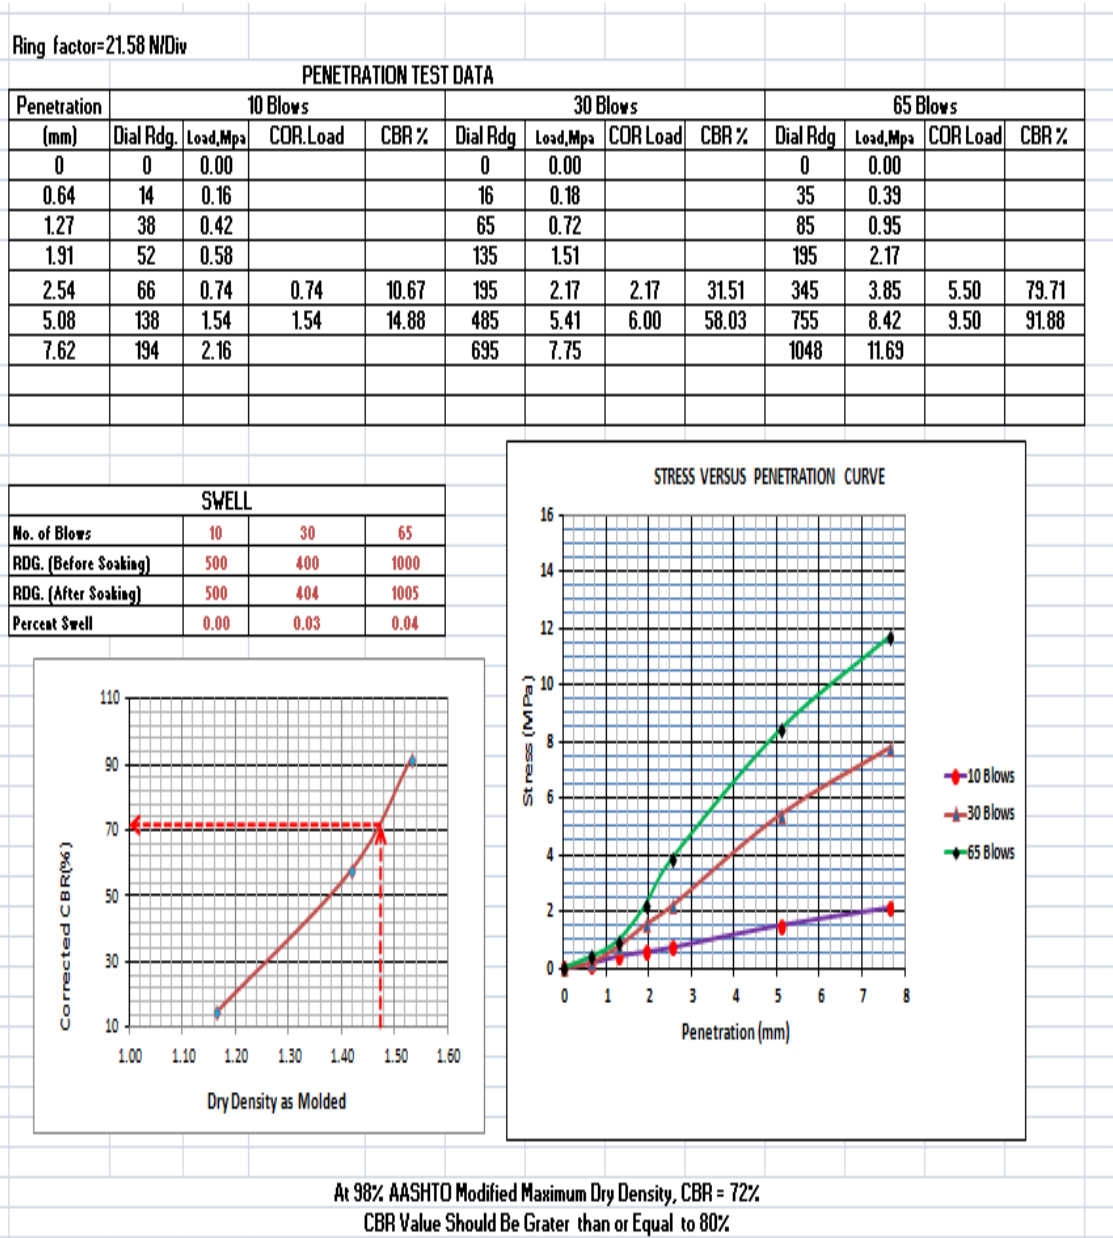 Ring factor=21.58 N/Div
PENETRATION TEST DATA
Penetration 10 Blows 30 Blows 65 Blows
(mm) Dial Rdg. Load,Mpa COR.Load CBR % Dial Rdg Load,Mpa COR Load CBR % Dial Rdg Load,Mpa COR Load CBR %
0 0 0.00 0 0.00 0 0.00
0.64 14 0.16 16 0.18 35 0.39
1.27 38 0.42 65 0.72 85 0.95
1.91 52 0.58 135 1.51 195 2.17
2.54 66 0.74 0.74 10.67 195 2.17 2.17 31.51 345 3.85 5.50 79.71
5.08 138 1.54 1.54 14.88 485 5.41 6.00 58.03 755 8.42 9.50 91.88
7.62 194 2.16 695 7.75 1048 11.69
SWELL
No. of Blows 10 30 65
RDG. (Before Soaking) 500 400 1000
RDG. (After Soaking) 500 404 1005
Percent Swell 0.00 0.03 0.04
110
90
70
50
30
10
Corrected CBR(%)
1.00 1.10 1.20 1.30 1.40 1.50 1.60
Dry Density as Molded
STRESS VERSUS PENETRATION CURVE
16
14
12
10
8
6
4
2
0
Stress (MPa)
0 1 2 3 4 5 6 7 8
Penetration (mm)
10 Blows
30 Blows
65 Blows
At 98% AASHTO Modified Maximum Dry Density, CBR = 72%
CBR Value Should Be Grater than or Equal to 80%